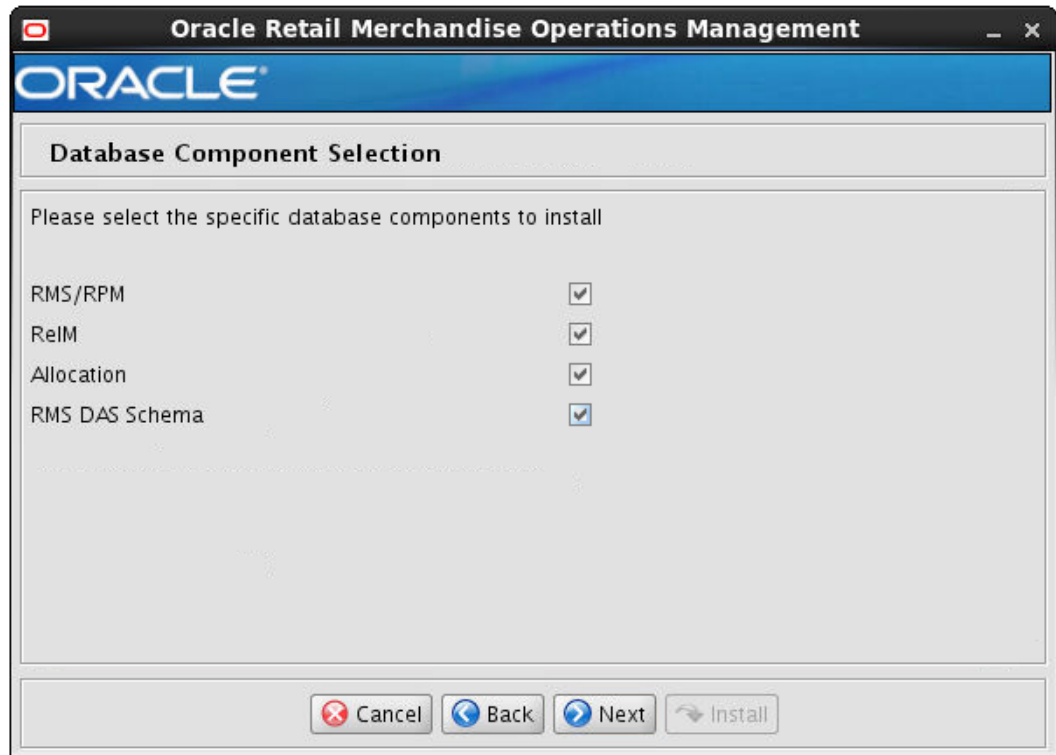 Oracle Retail Merchandise Operations Management
ORACLE
Database Component Selection
Please select the specific database components to install
RMS/RPM
ReIM
Allocation
RMS DAS Schema
Cancel Back Next Install